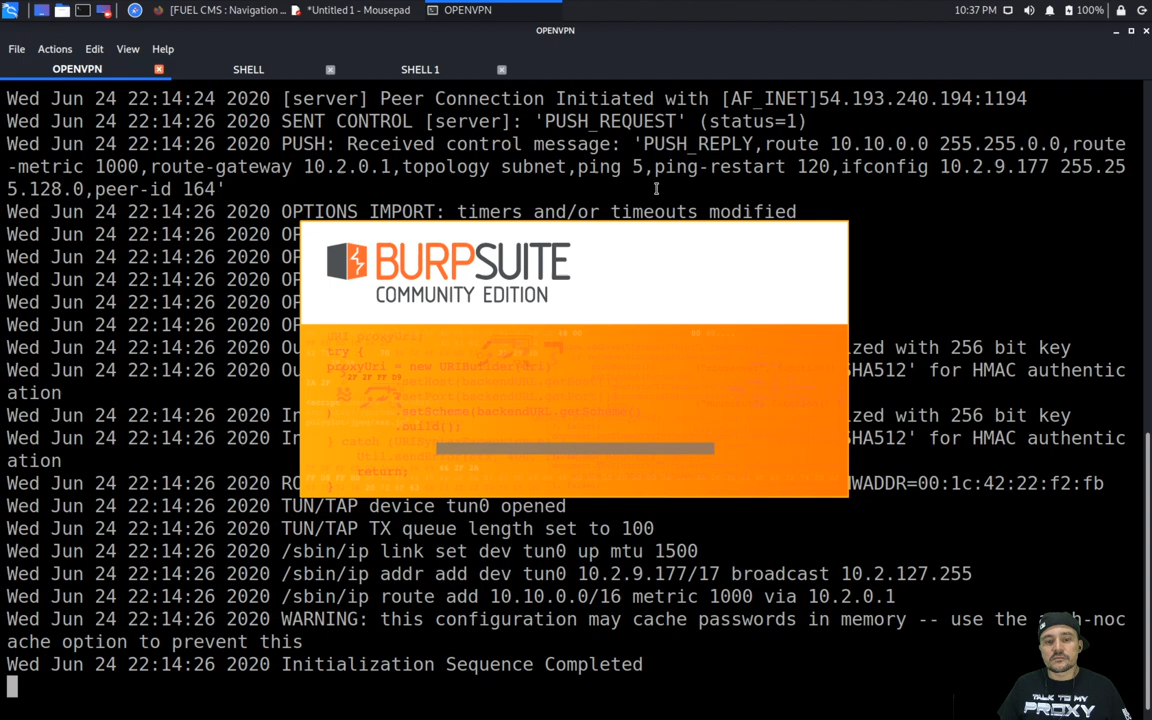 [FUEL CMS : Navigation ...
*Untitled 1 - Mousepad
OPENVPN
10:37 PM
100%
OPENVPN
File Actions Edit View Help
OPENVPN
SHELL
SHELL 1
Wed Jun 24 22:14:24 2020 [server] Peer Connection Initiated with [AF_INET]54.193.240.194:1194
Wed Jun 24 22:14:26 2020 SENT CONTROL [server]: 'PUSH_REQUEST' (status=1)
Wed Jun 24 22:14:26 2020 PUSH: Received control message: 'PUSH_REPLY,route 10.10.0.0 255.255.0.0,route
-metric 1000,route-gateway 10.2.0.1,topology subnet,ping 5,ping-restart 120,ifconfig 10.2.9.177 255.25
5.128.0,peer-id 164'
Wed Jun 24 22:14:26 2020 OPTIONS IMPORT: timers and/or timeouts modified
Wed Jun 24 22:14:26 2020 OP
Wed Jun 24 22:14:26 2020 OP
Wed Jun 24 22:14:26 2020 OP
Wed Jun 24 22:14:26 2020 OP
Wed Jun 24 22:14:26 2020 OP
Wed Jun 24 22:14:26 2020 Ou ized with 256 bit key
Wed Jun 24 22:14:26 2020 Ou SHA512' for HMAC authentic
ation
Wed Jun 24 22:14:26 2020 In ized with 256 bit key
Wed Jun 24 22:14:26 2020 In SHA512' for HMAC authentic
ation
Wed Jun 24 22:14:26 2020 RO WADDR=00:1c:42:22:f2:fb
Wed Jun 24 22:14:26 2020 TUN/TAP device tun0 opened
Wed Jun 24 22:14:26 2020 TUN/TAP TX queue length set to 100
Wed Jun 24 22:14:26 2020 /sbin/ip link set dev tun0 up mtu 1500
Wed Jun 24 22:14:26 2020 /sbin/ip addr add dev tun0 10.2.9.177/17 broadcast 10.2.127.255
Wed Jun 24 22:14:26 2020 /sbin/ip route add 10.10.0.0/16 metric 1000 via 10.2.0.1
Wed Jun 24 22:14:26 2020 WARNING: this configuration may cache passwords in memory -- use the h-noc
ache option to prevent this
Wed Jun 24 22:14:26 2020 Initialization Sequence Completed
BURPSUITE
COMMUNITY EDITION
try {
proxyUri = new URIBuilder(uri)
.setScheme(backendURL.getScheme()
} catch (URISy
return;
}
TALK TO MY
PROXY